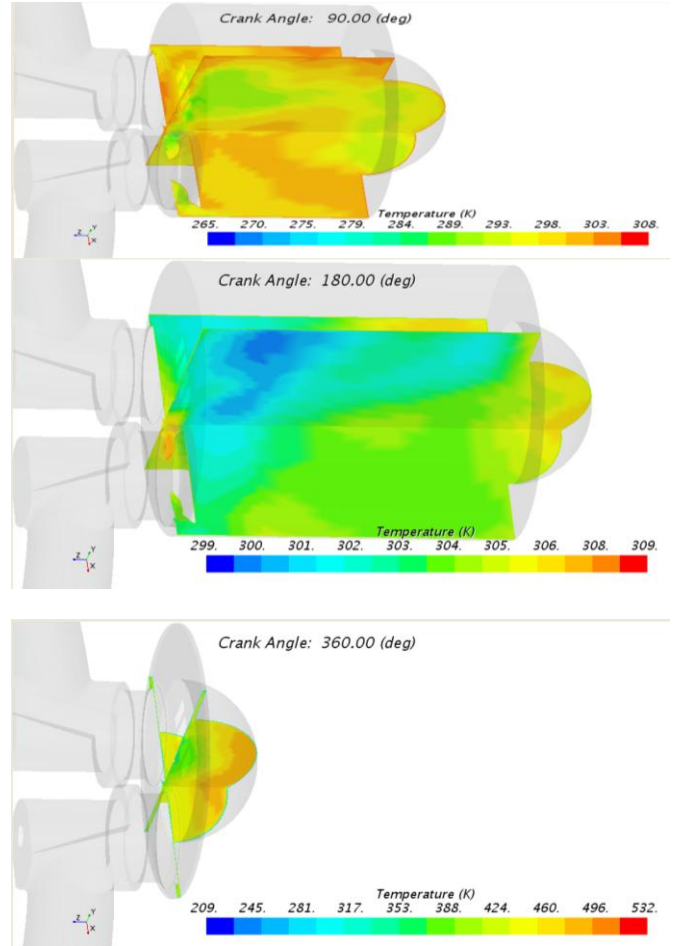 Crank Angle: 90.00 (deg)
Temperature (K)
265. 270. 275. 279. 284. 289. 293. 298. 303. 308.
Z Y X
Crank Angle: 180.00 (deg)
Temperature (K)
299. 300. 301. 302. 303. 304. 305. 306. 308. 309.
Z Y X
Crank Angle: 360.00 (deg)
Temperature (K)
209. 245. 281. 317. 353. 388. 424. 460. 496. 532.
Z Y X